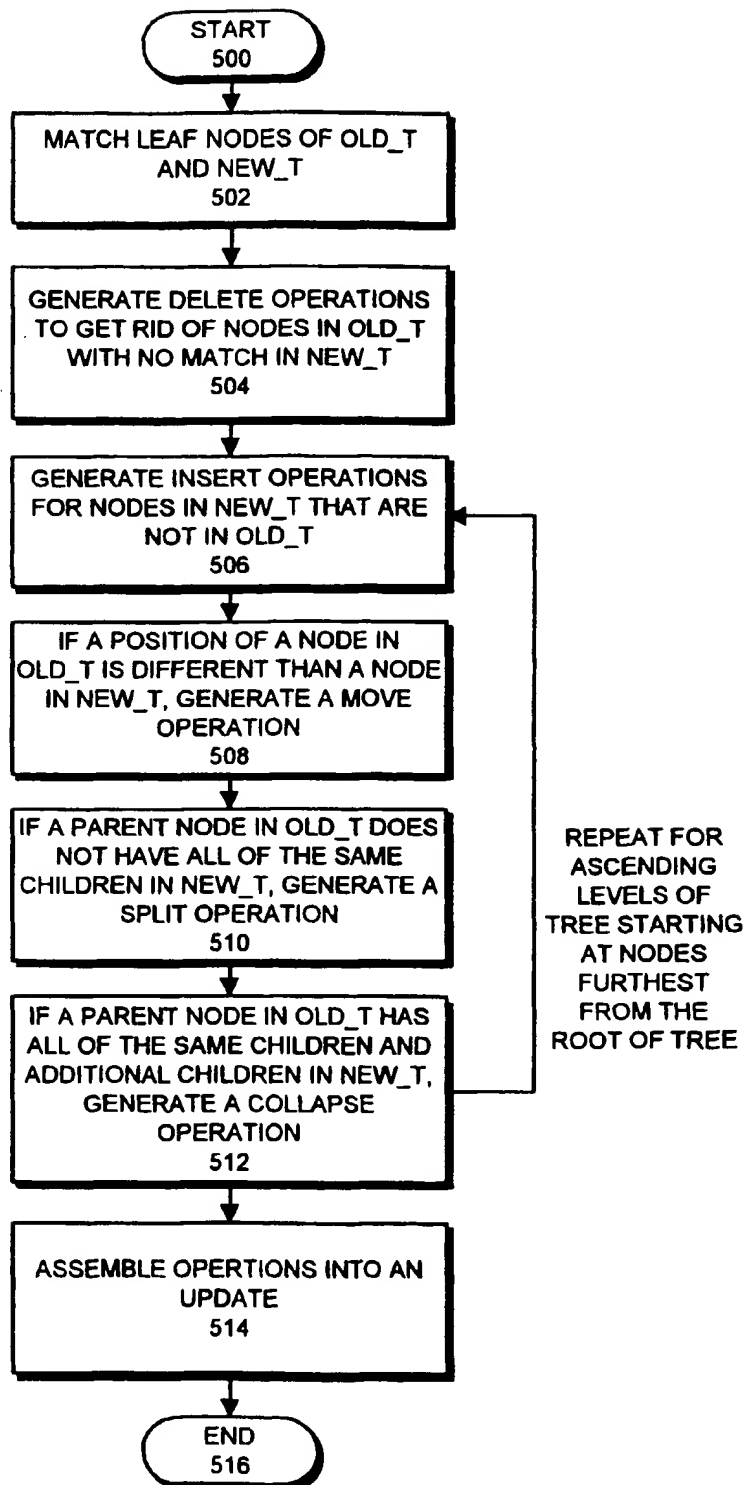 START
500
MATCH LEAF NODES OF OLD_T
AND NEW_T
502
GENERATE DELETE OPERATIONS
TO GET RID OF NODES IN OLD_T
WITH NO MATCH IN NEW_T
504
GENERATE INSERT OPERATIONS
FOR NODES IN NEW_T THAT ARE
NOT IN OLD_T
506
IF A POSITION OF A NODE IN
OLD_T IS DIFFERENT THAN A NODE
IN NEW_T, GENERATE A MOVE
OPERATION
508
IF A PARENT NODE IN OLD_T DOES
NOT HAVE ALL OF THE SAME
CHILDREN IN NEW_T, GENERATE A
SPLIT OPERATION
510
IF A PARENT NODE IN OLD_T HAS
ALL OF THE SAME CHILDREN AND
ADDITIONAL CHILDREN IN NEW_T,
GENERATE A COLLAPSE
OPERATION
512
REPEAT FOR
ASCENDING
LEVELS OF
TREE STARTING
AT NODES
FURTHEST
FROM THE
ROOT OF TREE
ASSEMBLE OPERTIONS INTO AN
UPDATE
514
END
516